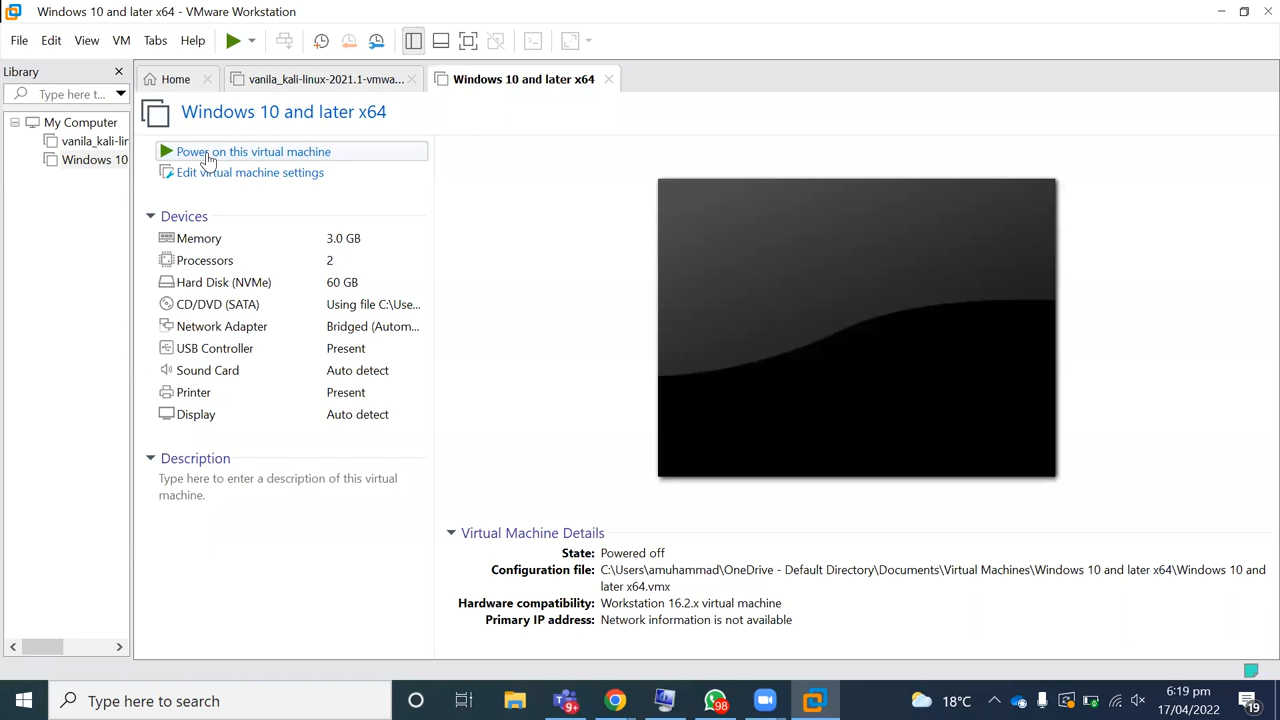 Windows 10 and later x64 - VMware Workstation
File Edit View VM Tabs Help
Library
Type here t...
My Computer
vanila_kali-lir
Windows 10
Home
vanila_kali-linux-2021.1-vmwa...
Windows 10 and later x64
Windows 10 and later x64
Power on this virtual machine
Edit virtual machine settings
Devices
Memory 3.0 GB
Processors 2
Hard Disk (NVMe) 60 GB
CD/DVD (SATA) Using file C:\Use...
Network Adapter Bridged (Autom...
USB Controller Present
Sound Card Auto detect
Printer Present
Display Auto detect
Description
Type here to enter a description of this virtual
machine.
Virtual Machine Details
State: Powered off
Configuration file: C:\Users\amuhammad\OneDrive - Default Directory\Documents\Virtual Machines\Windows 10 and later x64\Windows 10 and
later x64.vmx
Hardware compatibility: Workstation 16.2.x virtual machine
Primary IP address: Network information is not available
Type here to search
9+
98
18°C
6:19 pm
17/04/2022
19